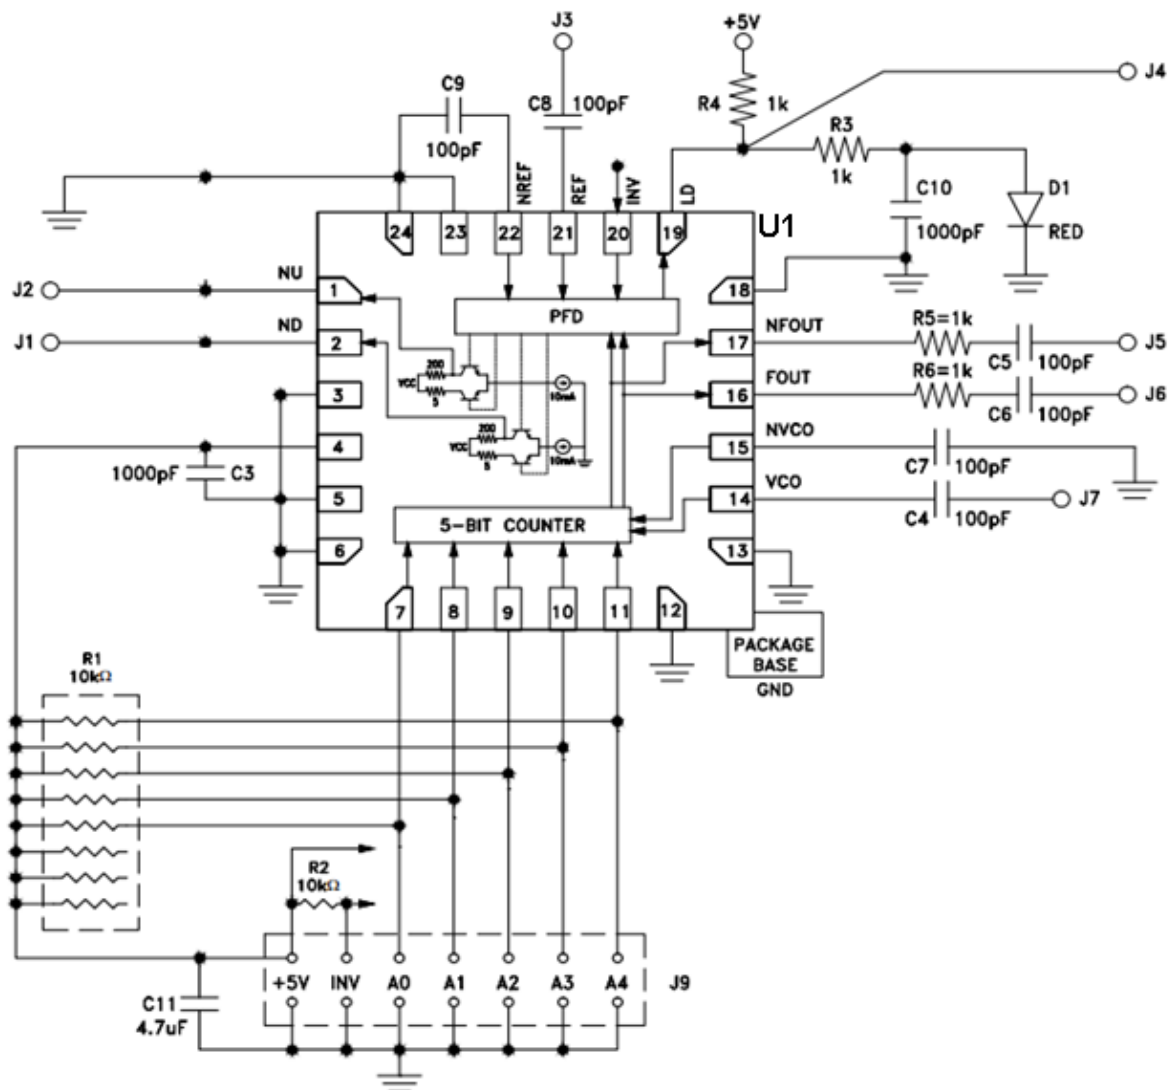 J3
+5V
J4
C9
100pF
C8
100pF
R4
1k
R3
1k
NREF
REF
INV
LD
C10
1000pF
D1
RED
24
23
22
21
20
19
U1
J2
NU
1
PFD
18
J1
ND
2
17
NFOUT
R5=1k
C5
100pF
J5
VCC
200
5
10mA
3
16
FOUT
R6=1k
C6
100pF
J6
VCC
200
5
10mA
1000pF
C3
4
15
NVCO
C7
100pF
5
5-BIT COUNTER
14
VCO
C4
100pF
J7
6
13
7
8
9
10
11
12
PACKAGE
BASE
GND
R1
10kΩ
R2
10kΩ
+5V
INV
A0
A1
A2
A3
A4
J9
C11
4.7uF